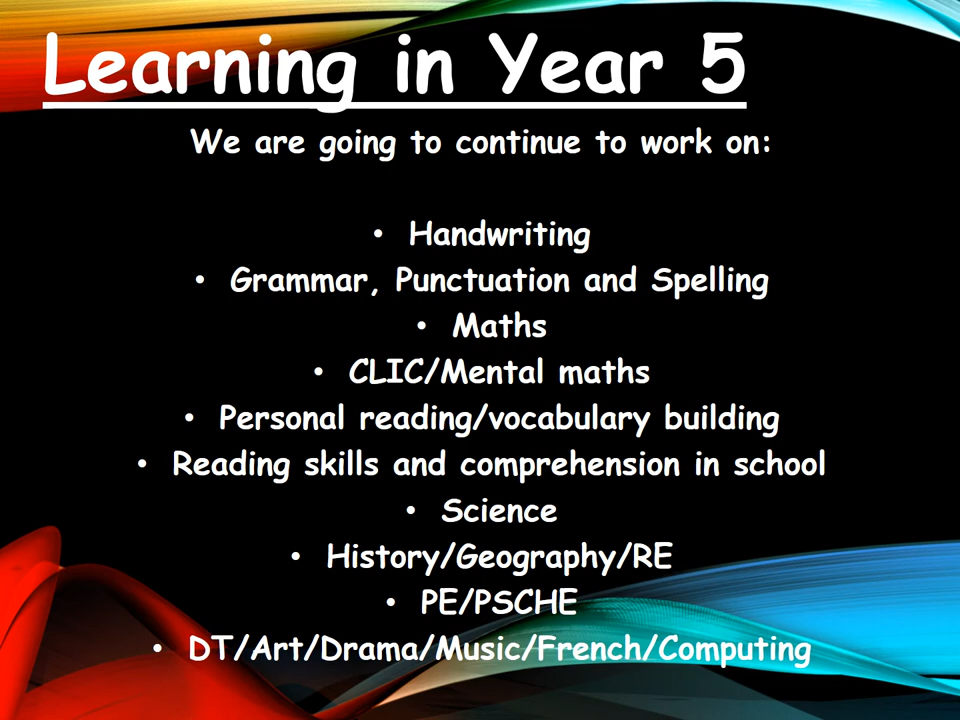 Learning in Year 5
We are going to continue to work on:
• Handwriting
• Grammar, Punctuation and Spelling
• Maths
• CLIC/Mental maths
• Personal reading/vocabulary building
• Reading skills and comprehension in school
• Science
• History/Geography/RE
• PE/PSCHE
• DT/Art/Drama/Music/French/Computing